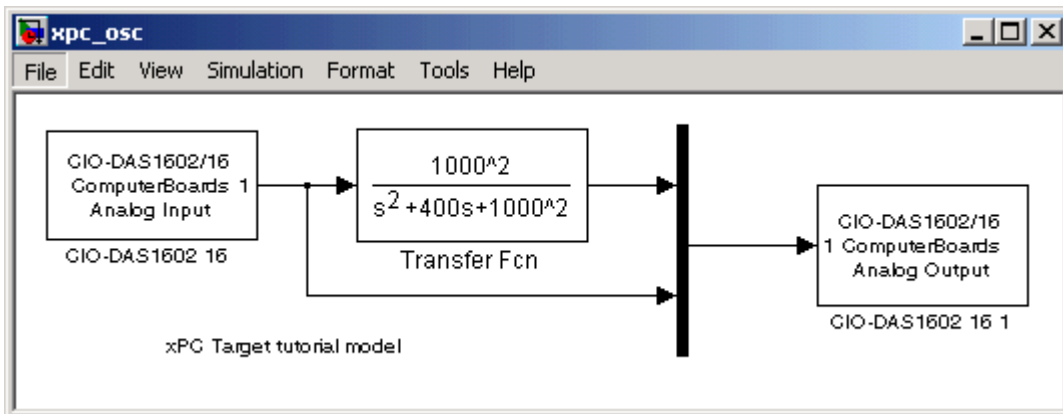 xpc_osc
File Edit View Simulation Format Tools Help
CIO-DAS1602/16
ComputerBoards 1
Analog Input
CIO-DAS1602 16
1000^2
s^2+400s+1000^2
Transfer Fcn
CIO-DAS1602/16
1 ComputerBoards
Analog Output
CIO-DAS1602 16 1
xPC Target tutorial model